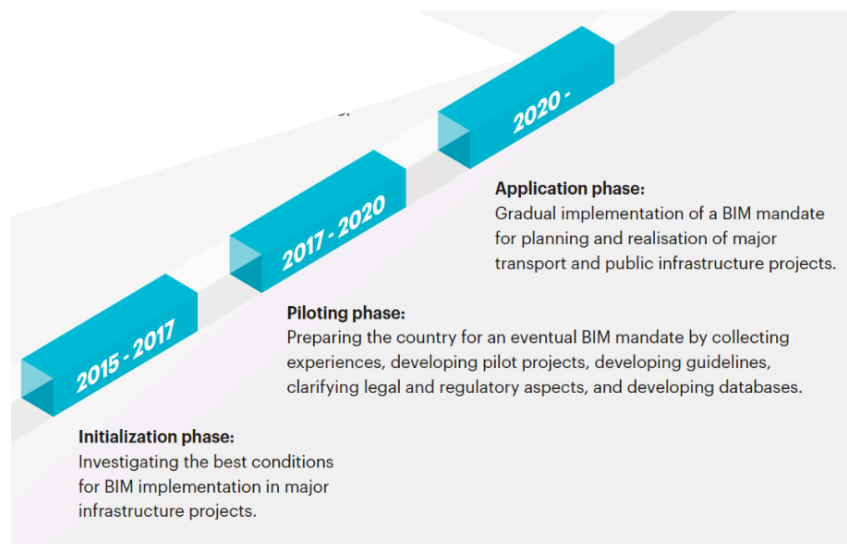 2020 -
Application phase:
Gradual implementation of a BIM mandate
for planning and realisation of major
transport and public infrastructure projects.
2017 - 2020
Piloting phase:
Preparing the country for an eventual BIM mandate by collecting
experiences, developing pilot projects, developing guidelines,
clarifying legal and regulatory aspects, and developing databases.
2015 - 2017
Initialization phase:
Investigating the best conditions
for BIM implementation in major
infrastructure projects.